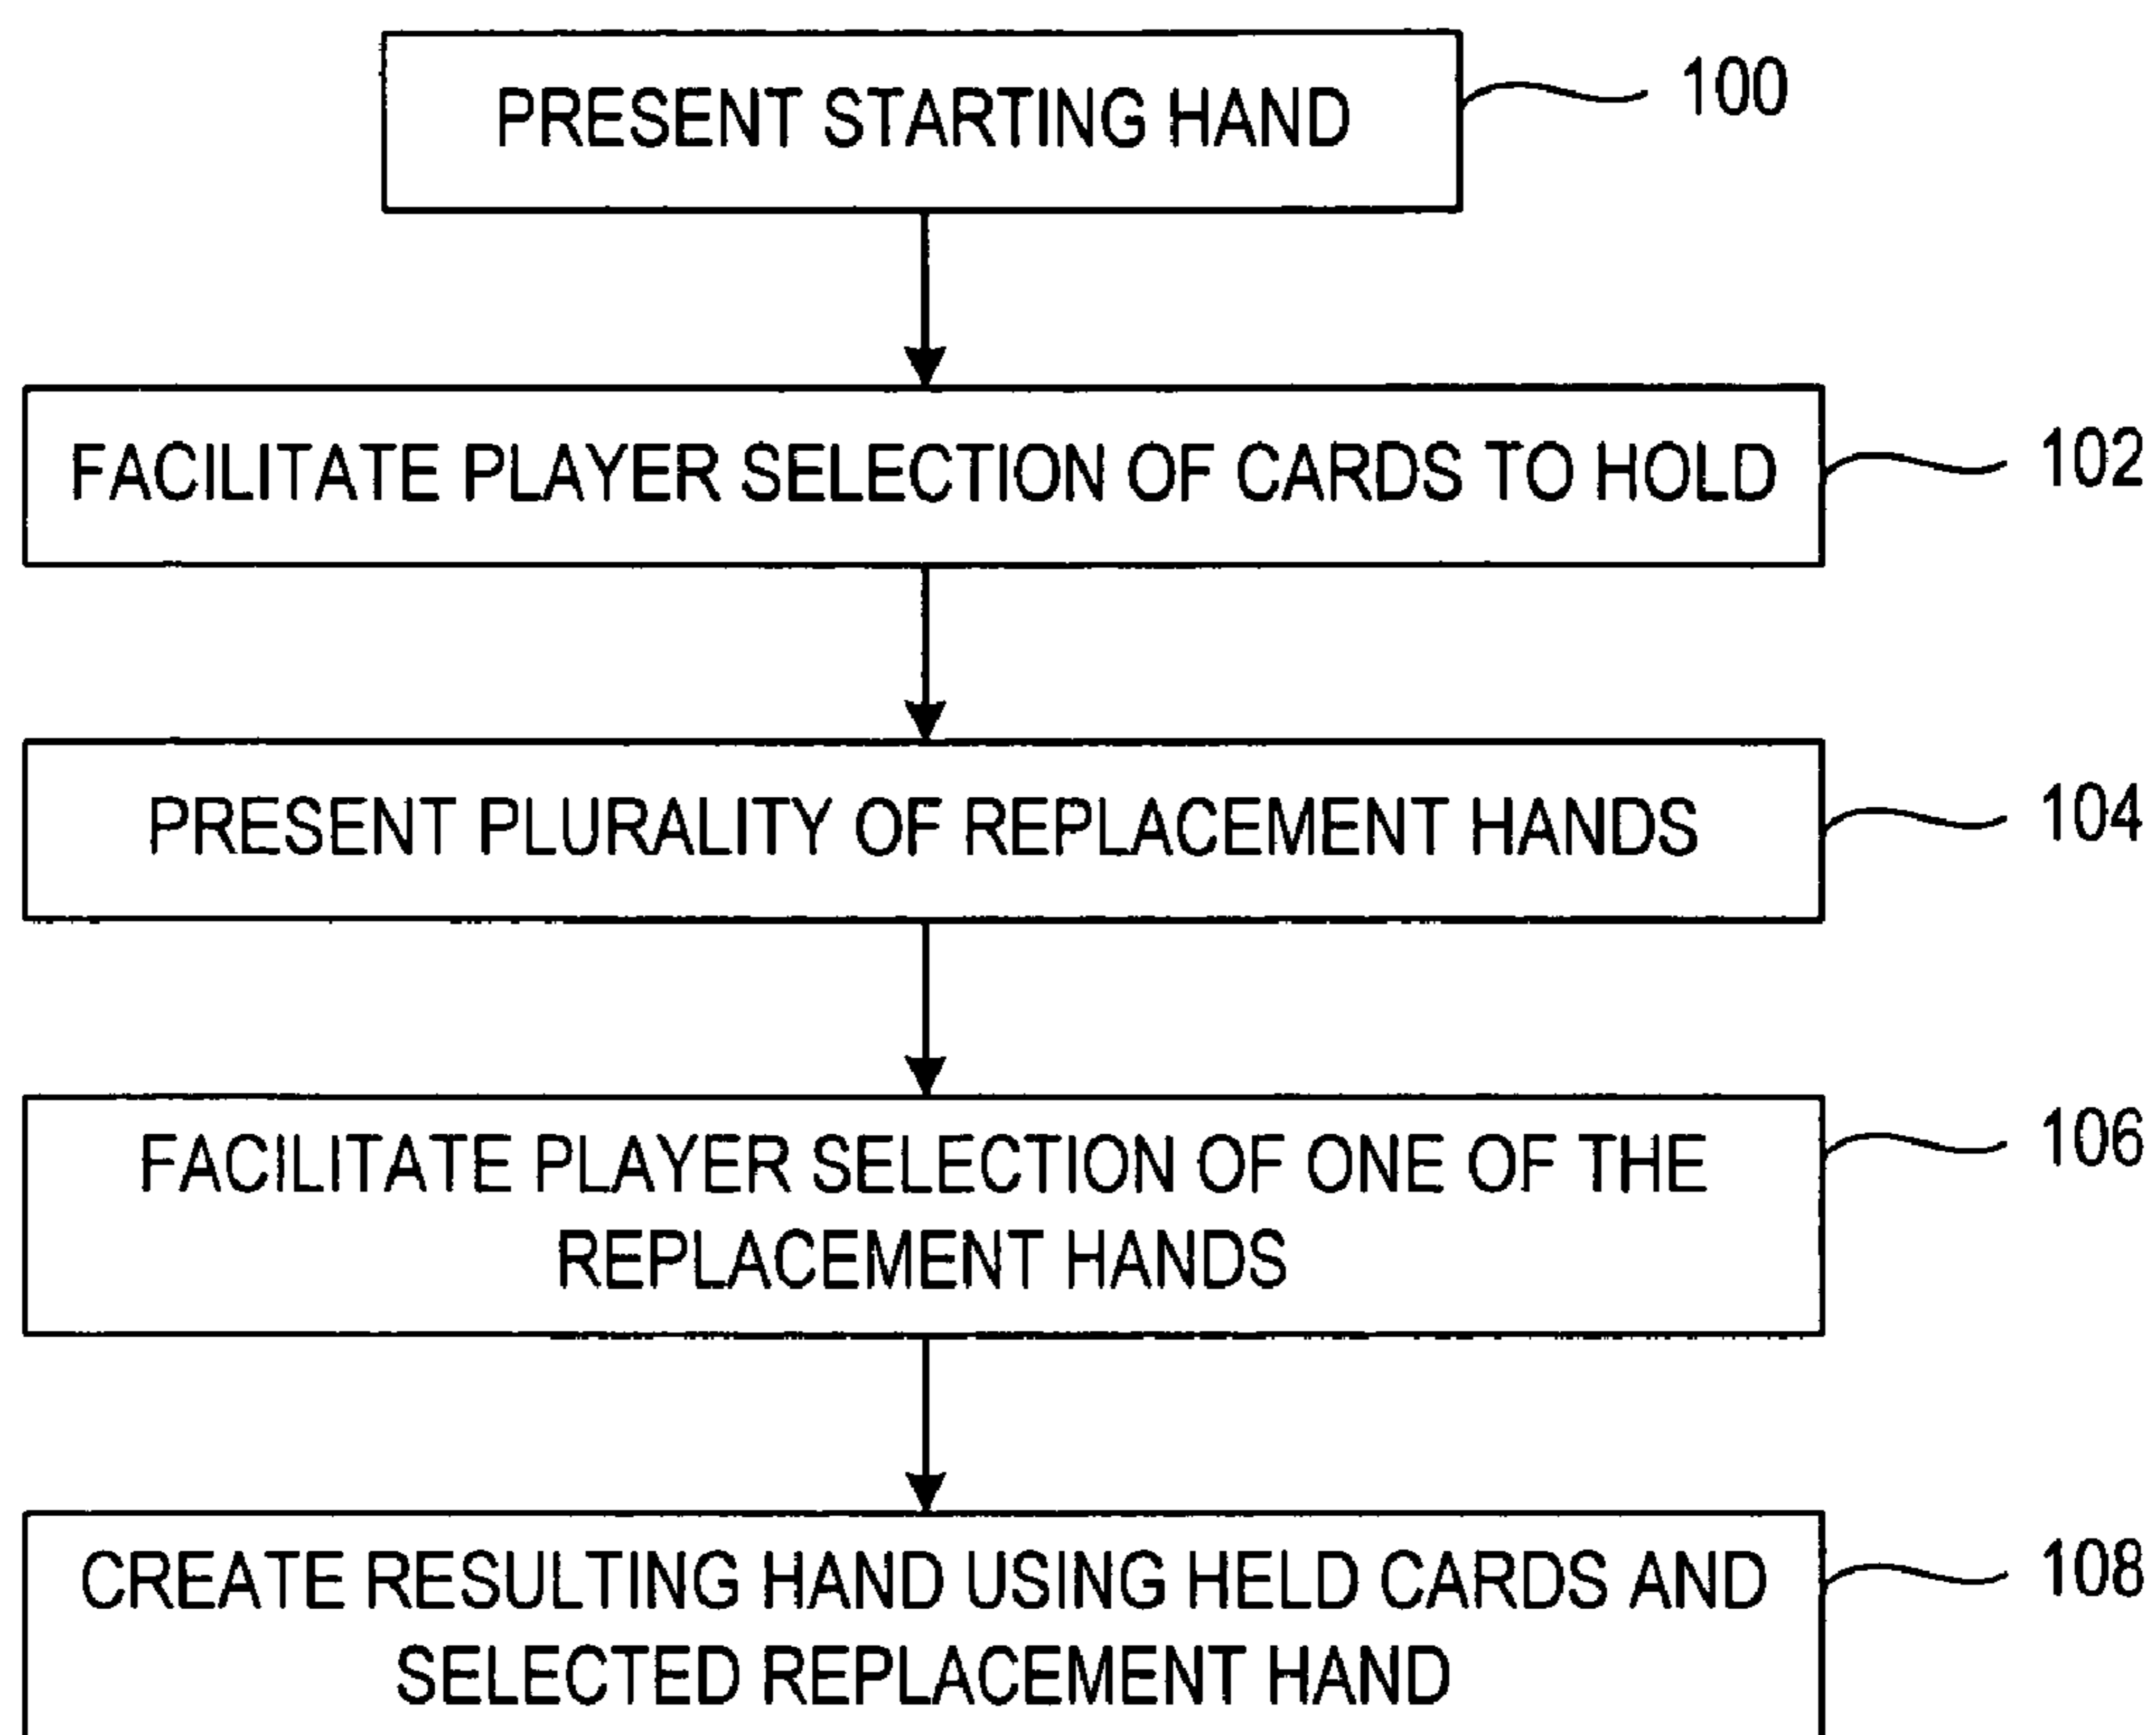 PRESENT STARTING HAND
100
FACILITATE PLAYER SELECTION OF CARDS TO HOLD
102
PRESENT PLURALITY OF REPLACEMENT HANDS
104
FACILITATE PLAYER SELECTION OF ONE OF THE
REPLACEMENT HANDS
106
CREATE RESULTING HAND USING HELD CARDS AND
SELECTED REPLACEMENT HAND
108